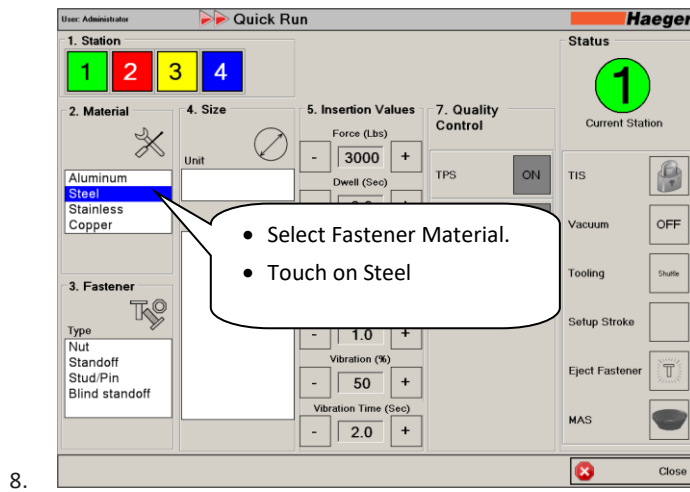 User: Administrator
Quick Run
Haeger
1. Station
1 2 3 4
Status
1
Current Station
2. Material
Aluminum
Steel
Stainless
Copper
3. Fastener
Type
Nut
Standoff
Stud/Pin
Blind standoff
4. Size
Unit
5. Insertion Values
Force (Lbs)
- 3000 +
Dwell (Sec)
- 1.0 +
Vibration (%)
- 50 +
Vibration Time (Sec)
- 2.0 +
7. Quality
Control
TPS ON
TIS
Vacuum OFF
Tooling Shuttle
Setup Stroke
Eject Fastener T
MAS
• Select Fastener Material.
• Touch on Steel
Close
8.